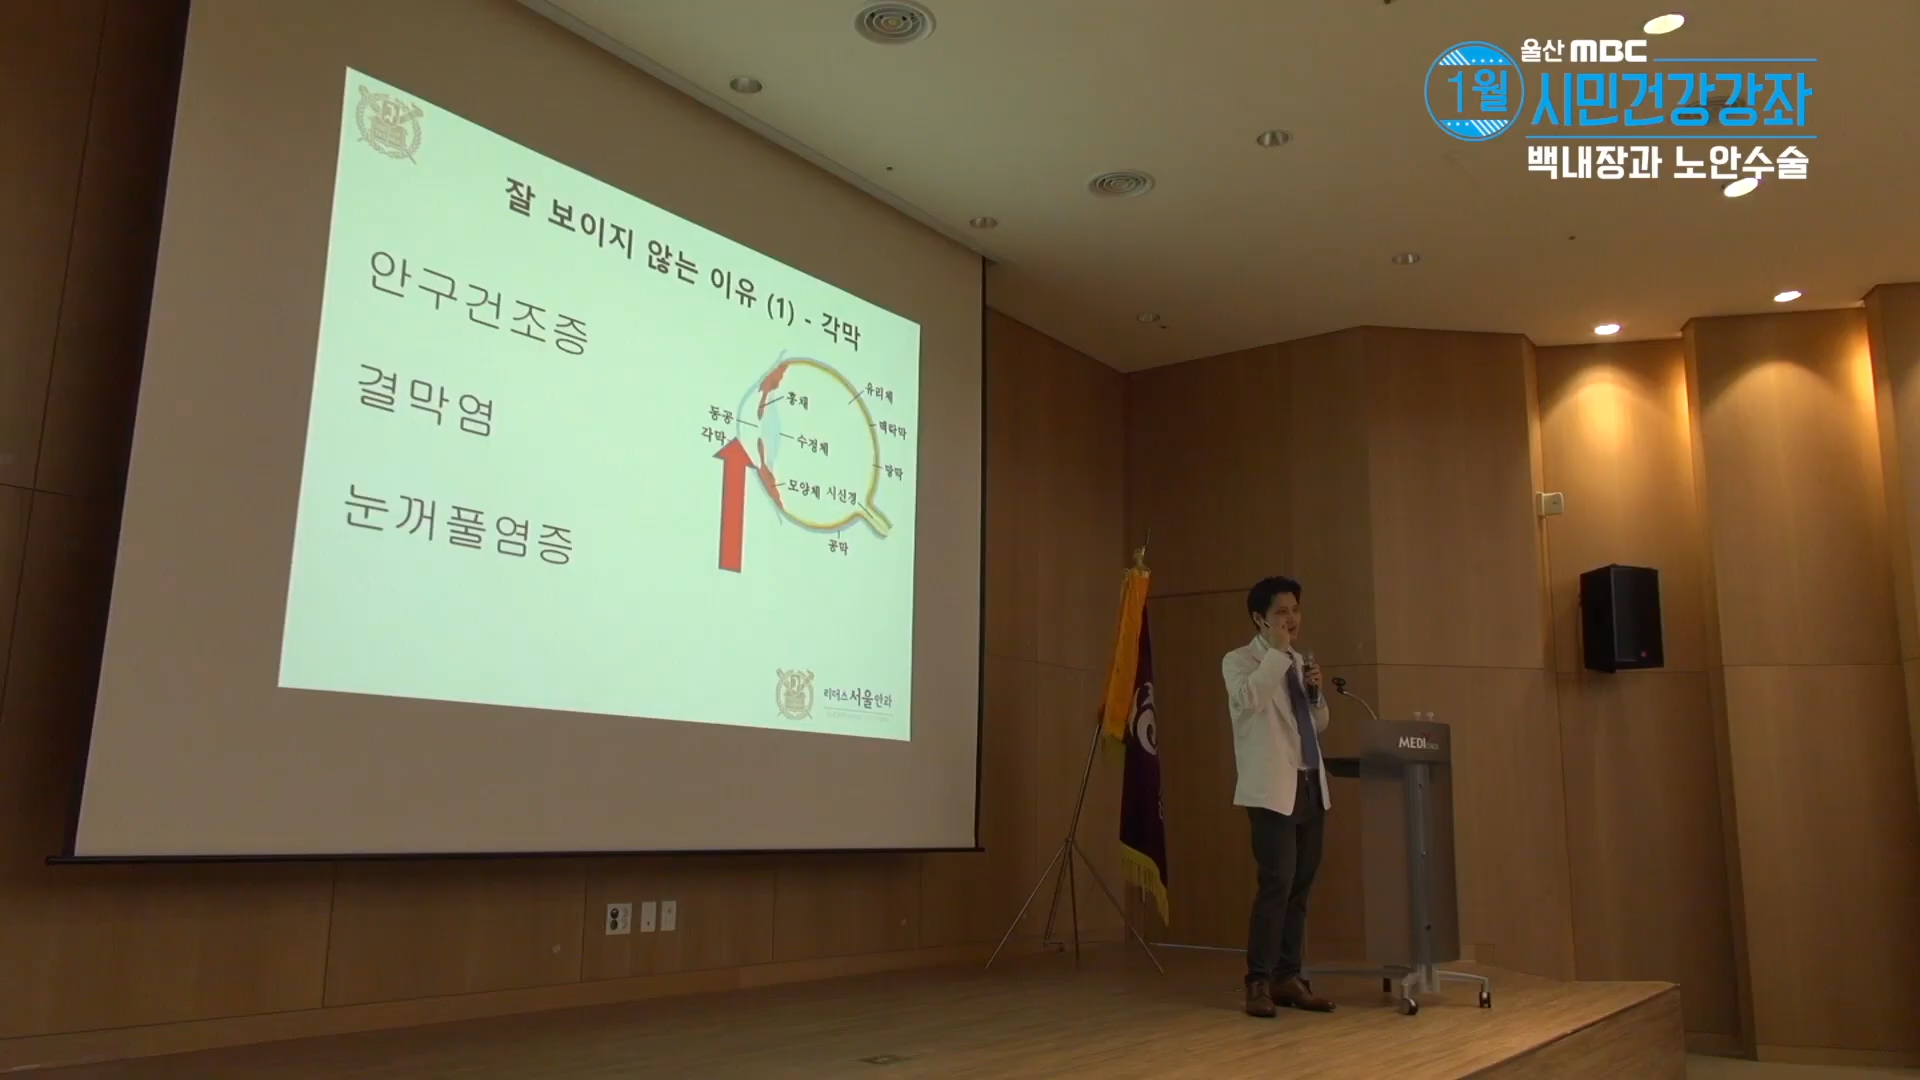 울산 MBC
1월
시민건강강좌
백내장과 노안수술
잘 보이지 않는 이유 (1) - 각막
안구건조증
결막염
눈꺼풀염증
유리체
홍채
동공
맥락막
각막
수정체
망막
모양체
시신경
공막
리더스서울안과
MEDI